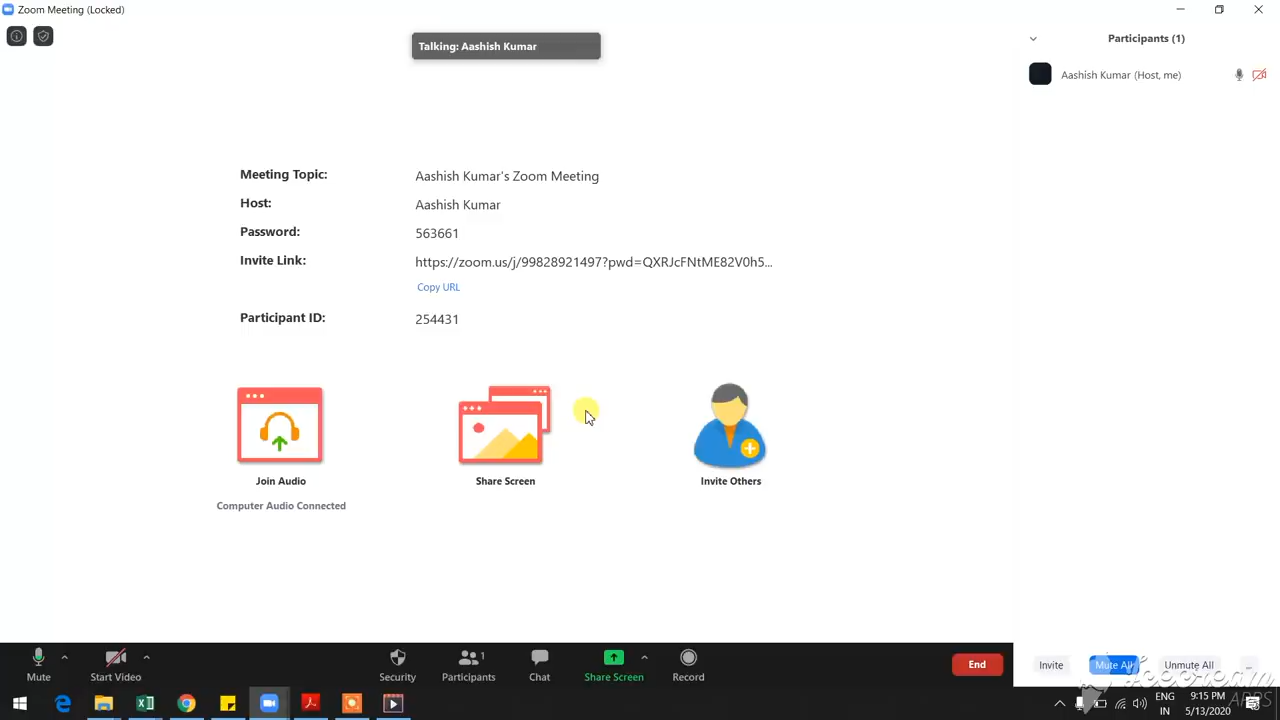 Zoom Meeting (Locked)
Talking: Aashish Kumar
Participants (1)
Aashish Kumar (Host, me)
Meeting Topic: Aashish Kumar's Zoom Meeting
Host: Aashish Kumar
Password: 563661
Invite Link: https://zoom.us/j/99828921497?pwd=QXRJcFNtME82V0h5...
Copy URL
Participant ID: 254431
Join Audio Share Screen Invite Others
Computer Audio Connected
Mute Start Video Security Participants 1 Chat Share Screen Record End
Invite Mute All Unmute All
Icecream
APPS
ENG 9:15 PM
IN 5/13/2020